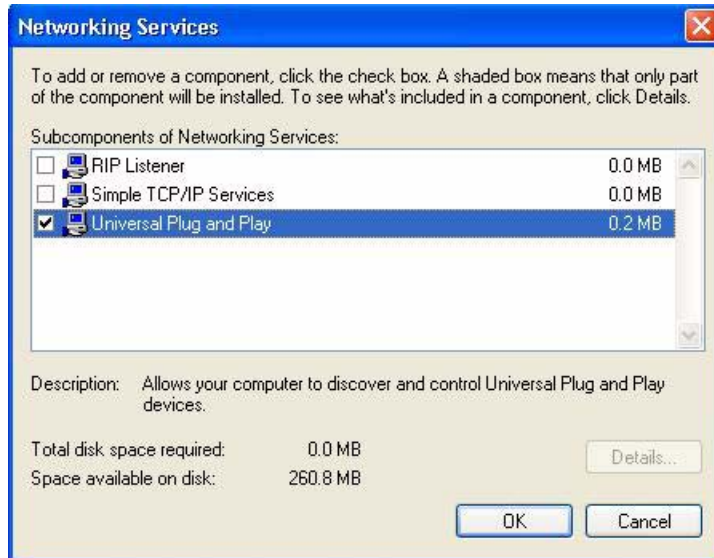 Networking Services
To add or remove a component, click the check box. A shaded box means that only part
of the component will be installed. To see what's included in a component, click Details.
Subcomponents of Networking Services:
RIP Listener 0.0 MB
Simple TCP/IP Services 0.0 MB
Universal Plug and Play 0.2 MB
Description: Allows your computer to discover and control Universal Plug and Play
devices.
Total disk space required: 0.0 MB
Details...
Space available on disk: 260.8 MB
OK Cancel